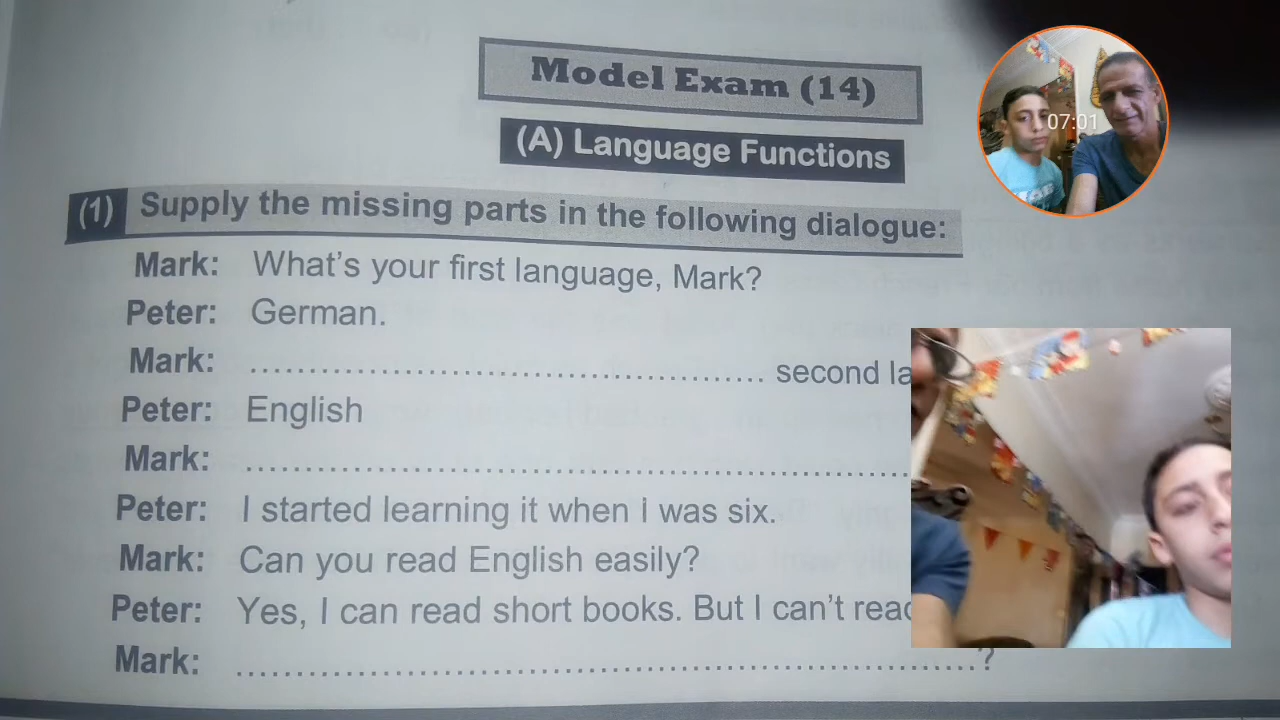 Model Exam (14)
(A) Language Functions
(1) Supply the missing parts in the following dialogue:
Mark: What's your first language, Mark?
Peter: German.
Mark: ........................................... second
Peter: English
Mark: .......................................................
Peter: I started learning it when I was six.
Mark: Can you read English easily?
Peter: Yes, I can read short books. But I can't
Mark: ..............................................................?
07:01